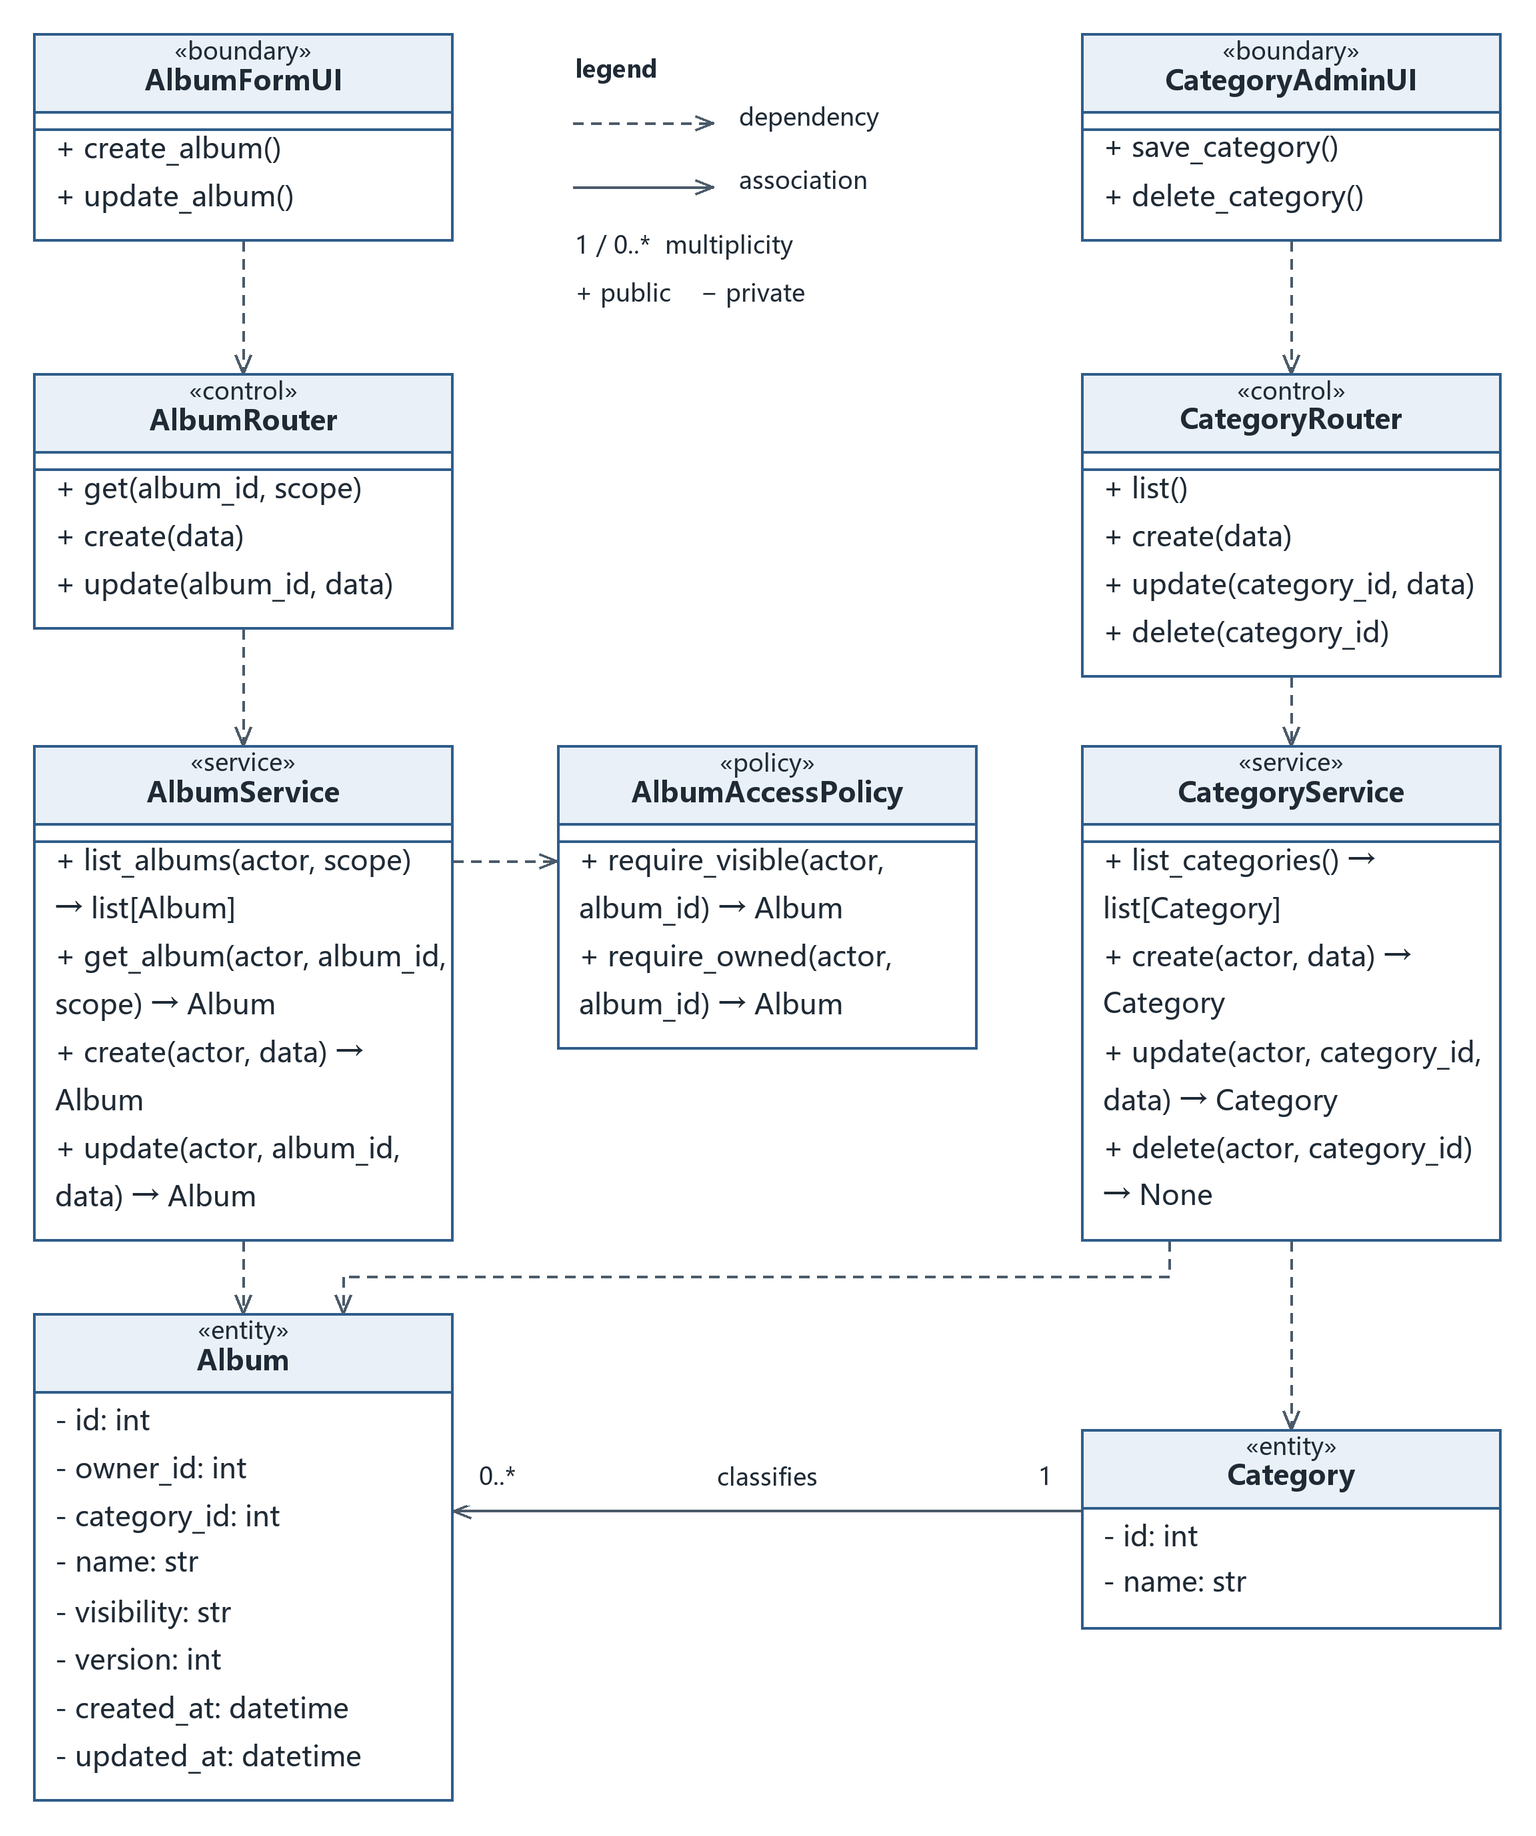 «boundary»
AlbumFormUI
+ create_album()
+ update_album()
legend
dependency
association
1 / 0..* multiplicity
+ public − private
«boundary»
CategoryAdminUI
+ save_category()
+ delete_category()
«control»
AlbumRouter
+ get(album_id, scope)
+ create(data)
+ update(album_id, data)
«control»
CategoryRouter
+ list()
+ create(data)
+ update(category_id, data)
+ delete(category_id)
«service»
AlbumService
+ list_albums(actor, scope)
→ list[Album]
+ get_album(actor, album_id,
scope) → Album
+ create(actor, data) →
Album
+ update(actor, album_id,
data) → Album
«policy»
AlbumAccessPolicy
+ require_visible(actor,
album_id) → Album
+ require_owned(actor,
album_id) → Album
«service»
CategoryService
+ list_categories() →
list[Category]
+ create(actor, data) →
Category
+ update(actor, category_id,
data) → Category
+ delete(actor, category_id)
→ None
«entity»
Album
- id: int
- owner_id: int
- category_id: int
- name: str
- visibility: str
- version: int
- created_at: datetime
- updated_at: datetime
0..* classifies 1
«entity»
Category
- id: int
- name: str